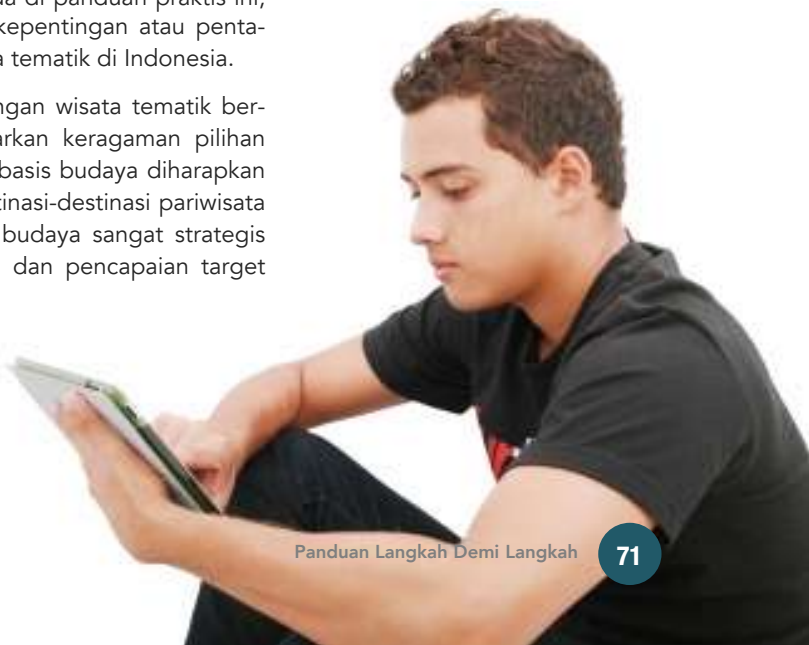 da di panduan praktis ini,
kepentingan atau penta-
a tematik di Indonesia.
ngan wisata tematik ber-
arkan keragaman pilihan
basis budaya diharapkan
tinasi-destinasi pariwisata
budaya sangat strategis
dan pencapaian target
Panduan Langkah Demi Langkah
71